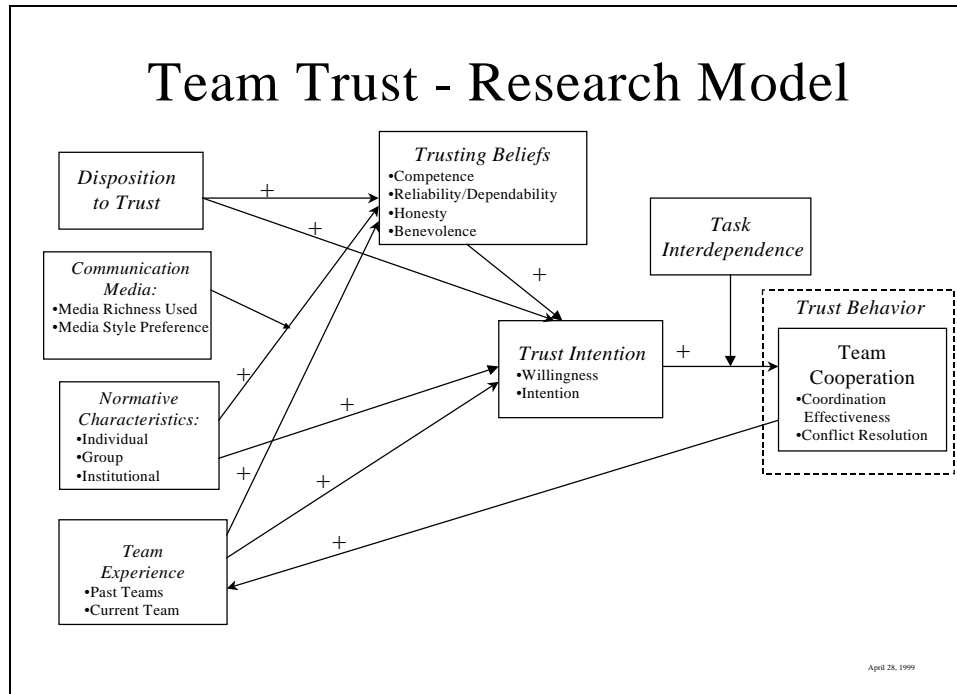 Team Trust - Research Model
Disposition
to Trust
+
+
Trusting Beliefs
•Competence
•Reliability/Dependability
•Honesty
•Benevolence
Task
Interdependence
Communication
Media:
•Media Richness Used
•Media Style Preference
+
Trust Behavior
Trust Intention
•Willingness
•Intention
+
Team
Cooperation
•Coordination
Effectiveness
•Conflict Resolution
+
Normative
Characteristics:
•Individual
•Group
•Institutional
+
+
+
+
Team
Experience
•Past Teams
•Current Team
April 28, 1999